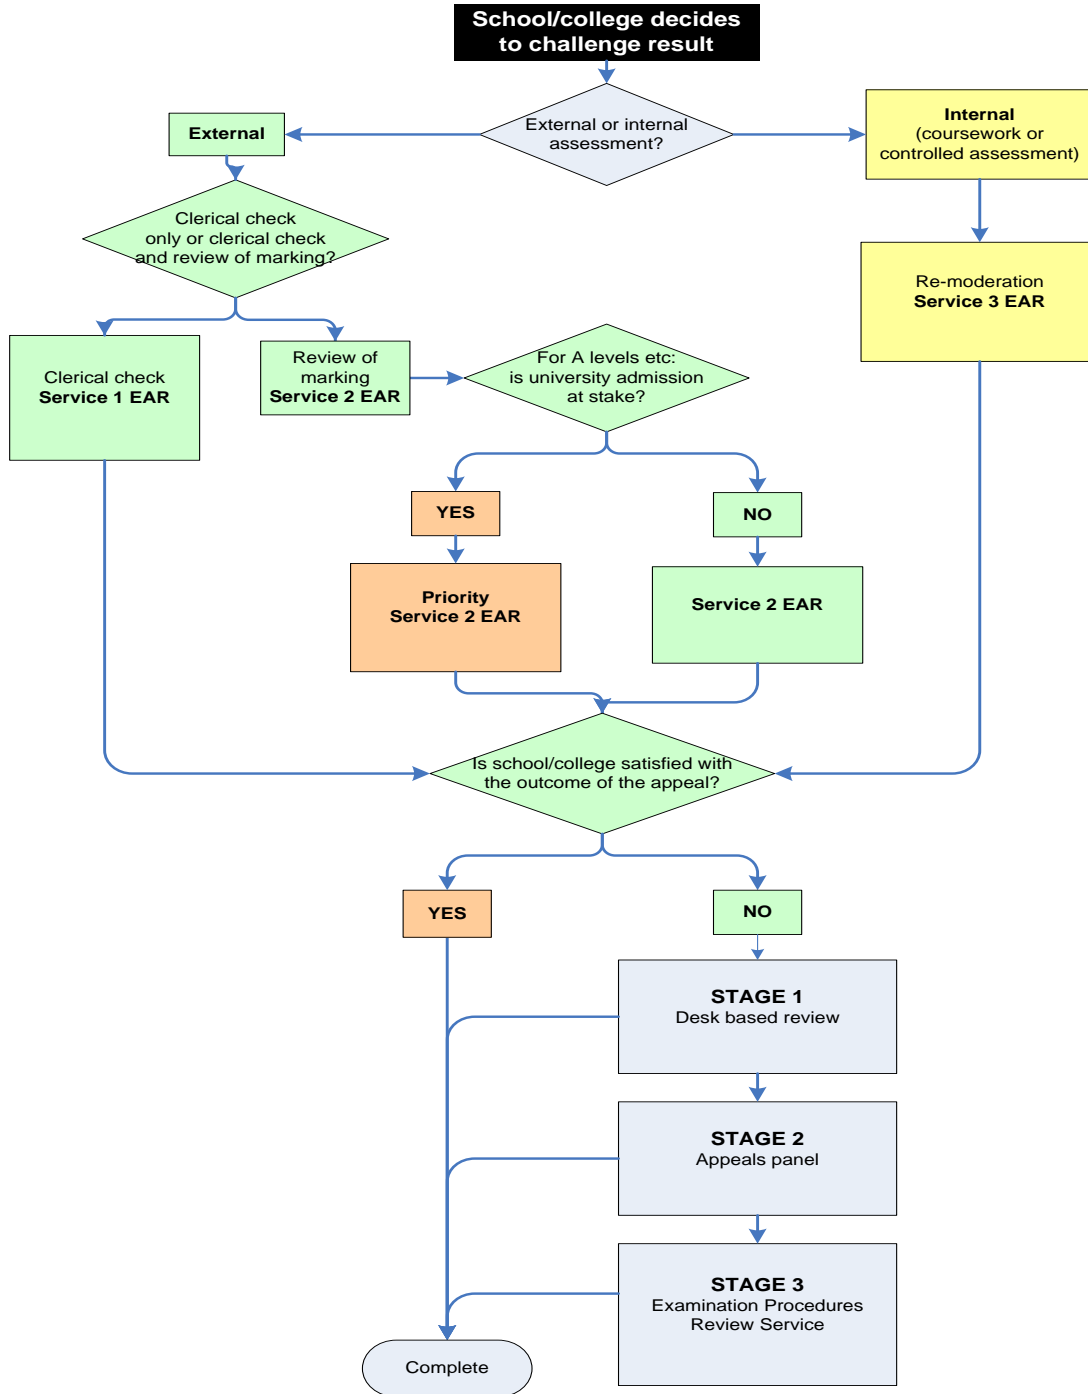 School/college decides
to challenge result
External or internal
assessment?
External
Internal
(coursework or
controlled assessment)
Clerical check
only or clerical check
and review of marking?
Re-moderation
Service 3 EAR
Clerical check
Service 1 EAR
Review of
marking
Service 2 EAR
For A levels etc:
is university admission
at stake?
YES
NO
Priority
Service 2 EAR
Service 2 EAR
Is school/college satisfied with
the outcome of the appeal?
YES
NO
STAGE 1
Desk based review
STAGE 2
Appeals panel
STAGE 3
Examination Procedures
Review Service
Complete